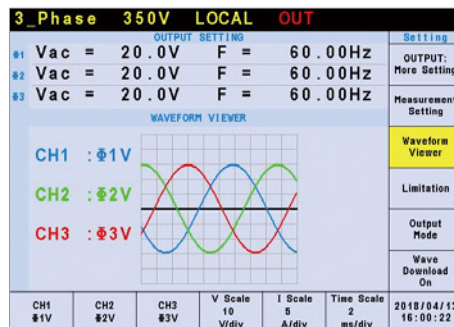 3_Phase 350V LOCAL OUT
OUTPUT SETTING
Φ1 Vac = 20.0V F = 60.00Hz
Φ2 Vac = 20.0V F = 60.00Hz
Φ3 Vac = 20.0V F = 60.00Hz
WAVEFORM VIEWER
CH1 :Φ1V
CH2 :Φ2V
CH3 :Φ3V
Setting
OUTPUT:
More Setting
Measurement
Setting
Waveform
Viewer
Limitation
Output
Mode
Wave
Download
On
CH1
Φ1V
CH2
Φ2V
CH3
Φ3V
V Scale
10
V/div
I Scale
5
A/div
Time Scale
2
ms/div
2018/04/13
16:00:22